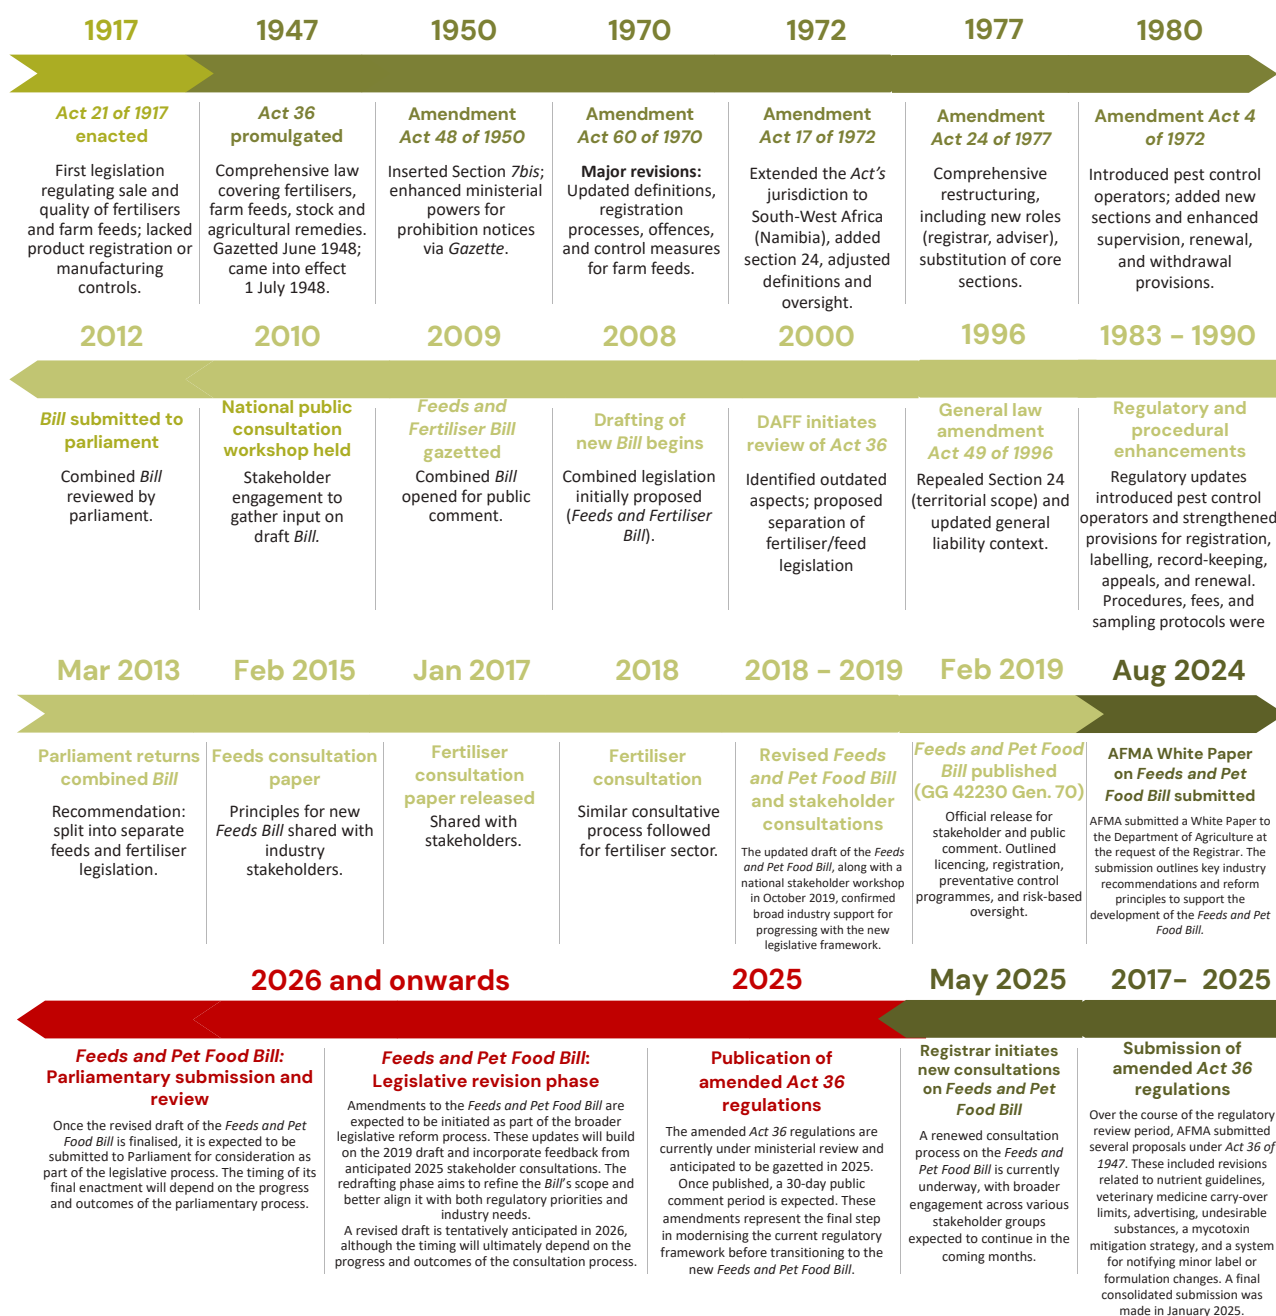 1917
1947
1950
1970
1972
1977
1980
Act 21 of 1917
enacted
First legislation
regulating sale and
quality of fertilisers
and farm feeds; lacked
product registration or
manufacturing
controls.
Act 36
promulgated
Comprehensive law
covering fertilisers,
farm feeds, stock and
agricultural remedies.
Gazetted June 1948;
came into effect
1 July 1948.
Amendment
Act 48 of 1950
Inserted Section 7bis;
enhanced ministerial
powers for
prohibition notices
via Gazette.
Amendment
Act 60 of 1970
Major revisions:
Updated definitions,
registration
processes, offences,
and control measures
for farm feeds.
Amendment
Act 17 of 1972
Extended the Act's
jurisdiction to
South-West Africa
(Namibia), added
section 24, adjusted
definitions and
oversight.
Amendment
Act 24 of 1977
Comprehensive
restructuring,
including new roles
(registrar, adviser),
substitution of core
sections.
Amendment Act 4
of 1972
Introduced pest control
operators; added new
sections and enhanced
supervision, renewal,
and withdrawal
provisions.
2012
2010
2009
2008
2000
1996
1983 – 1990
Bill submitted to
parliament
Combined Bill
reviewed by
parliament.
National public
consultation
workshop held
Stakeholder
engagement to
gather input on
draft Bill.
Feeds and
Fertiliser Bill
gazetted
Combined Bill
opened for public
comment.
Drafting of
new Bill begins
Combined legislation
initially proposed
(Feeds and Fertiliser
Bill).
DAFF initiates
review of Act 36
Identified outdated
aspects; proposed
separation of
fertiliser/feed
legislation
General law
amendment
Act 49 of 1996
Repealed Section 24
(territorial scope) and
updated general
liability context.
Regulatory and
procedural
enhancements
Regulatory updates
introduced pest control
operators and strengthened
provisions for registration,
labelling, record-keeping,
appeals, and renewal.
Procedures, fees, and
sampling protocols were
Mar 2013
Feb 2015
Jan 2017
2018
2018 – 2019
Feb 2019
Aug 2024
Parliament returns
combined Bill
Recommendation:
split into separate
feeds and fertiliser
legislation.
Feeds consultation
paper
Principles for new
Feeds Bill shared with
industry
stakeholders.
Fertiliser
consultation
paper released
Shared with
stakeholders.
Fertiliser
consultation
Similar consultative
process followed
for fertiliser sector.
Revised Feeds
and Pet Food Bill
and stakeholder
consultations
The updated draft of the Feeds
and Pet Food Bill, along with a
national stakeholder workshop
in October 2019, confirmed
broad industry support for
progressing with the new
legislative framework.
Feeds and Pet Food
Bill published
(GG 42230 Gen. 70)
Official release for
stakeholder and public
comment. Outlined
licencing, registration,
preventative control
programmes, and risk-based
oversight.
AFMA White Paper
on Feeds and Pet
Food Bill submitted
AFMA submitted a White Paper to
the Department of Agriculture at
the request of the Registrar. The
submission outlines key industry
recommendations and reform
principles to support the
development of the Feeds and Pet
Food Bill.
2026 and onwards
2025
May 2025
2017– 2025
Feeds and Pet Food Bill:
Parliamentary submission and
review
Once the revised draft of the Feeds and Pet
Food Bill is finalised, it is expected to be
submitted to Parliament for consideration as
part of the legislative process. The timing of its
final enactment will depend on the progress
and outcomes of the parliamentary process.
Feeds and Pet Food Bill:
Legislative revision phase
Amendments to the Feeds and Pet Food Bill are
expected to be initiated as part of the broader
legislative reform process. These updates will build
on the 2019 draft and incorporate feedback from
anticipated 2025 stakeholder consultations. The
redrafting phase aims to refine the Bill's scope and
better align it with both regulatory priorities and
industry needs.
A revised draft is tentatively anticipated in 2026,
although the timing will ultimately depend on the
progress and outcomes of the consultation process.
Publication of
amended Act 36
regulations
The amended Act 36 regulations are
currently under ministerial review and
anticipated to be gazetted in 2025.
Once published, a 30-day public
comment period is expected. These
amendments represent the final step
in modernising the current regulatory
framework before transitioning to the
new Feeds and Pet Food Bill.
Registrar initiates
new consultations
on Feeds and Pet
Food Bill
A renewed consultation
process on the Feeds and
Pet Food Bill is currently
underway, with broader
engagement across various
stakeholder groups
expected to continue in the
coming months.
Submission of
amended Act 36
regulations
Over the course of the regulatory
review period, AFMA submitted
several proposals under Act 36 of
1947. These included revisions
related to nutrient guidelines,
veterinary medicine carry-over
limits, advertising, undesirable
substances, a mycotoxin
mitigation strategy, and a system
for notifying minor label or
formulation changes. A final
consolidated submission was
made in January 2025.